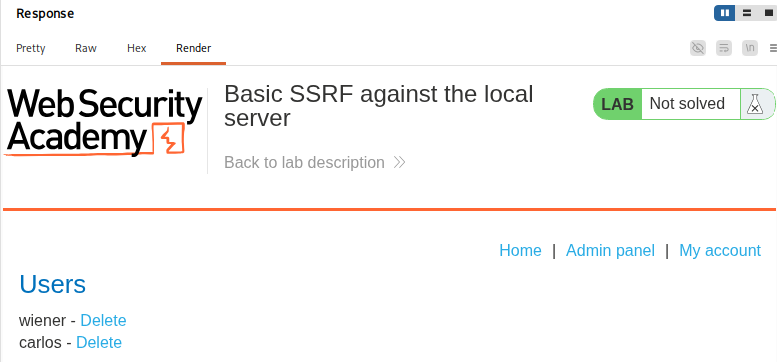 Response
Pretty Raw Hex Render
\n
Web Security
Academy
Basic SSRF against the local
server
LAB Not solved
Back to lab description
Home | Admin panel | My account
Users
wiener - Delete
carlos - Delete